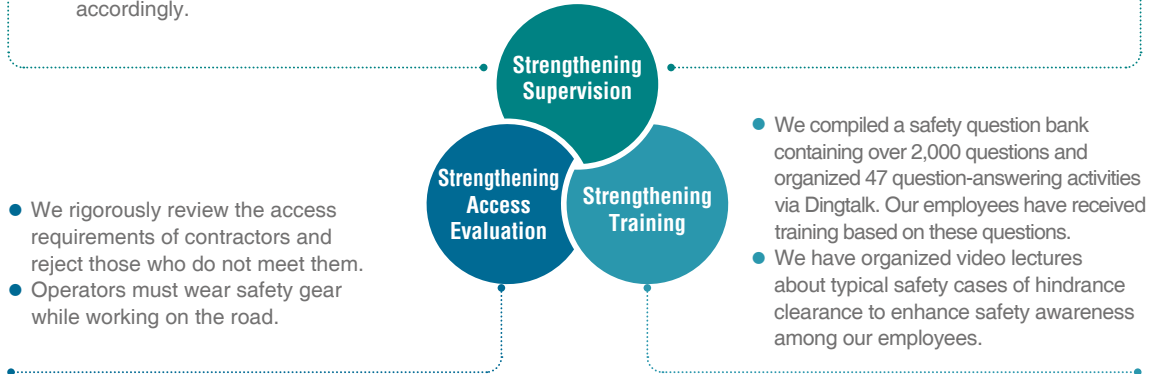 accordingly.
Strengthening
Supervision
Strengthening
Access
Evaluation
Strengthening
Training
● We rigorously review the access
requirements of contractors and
reject those who do not meet them.
● Operators must wear safety gear
while working on the road.
● We compiled a safety question bank
containing over 2,000 questions and
organized 47 question-answering activities
via Dingtalk. Our employees have received
training based on these questions.
● We have organized video lectures
about typical safety cases of hindrance
clearance to enhance safety awareness
among our employees.